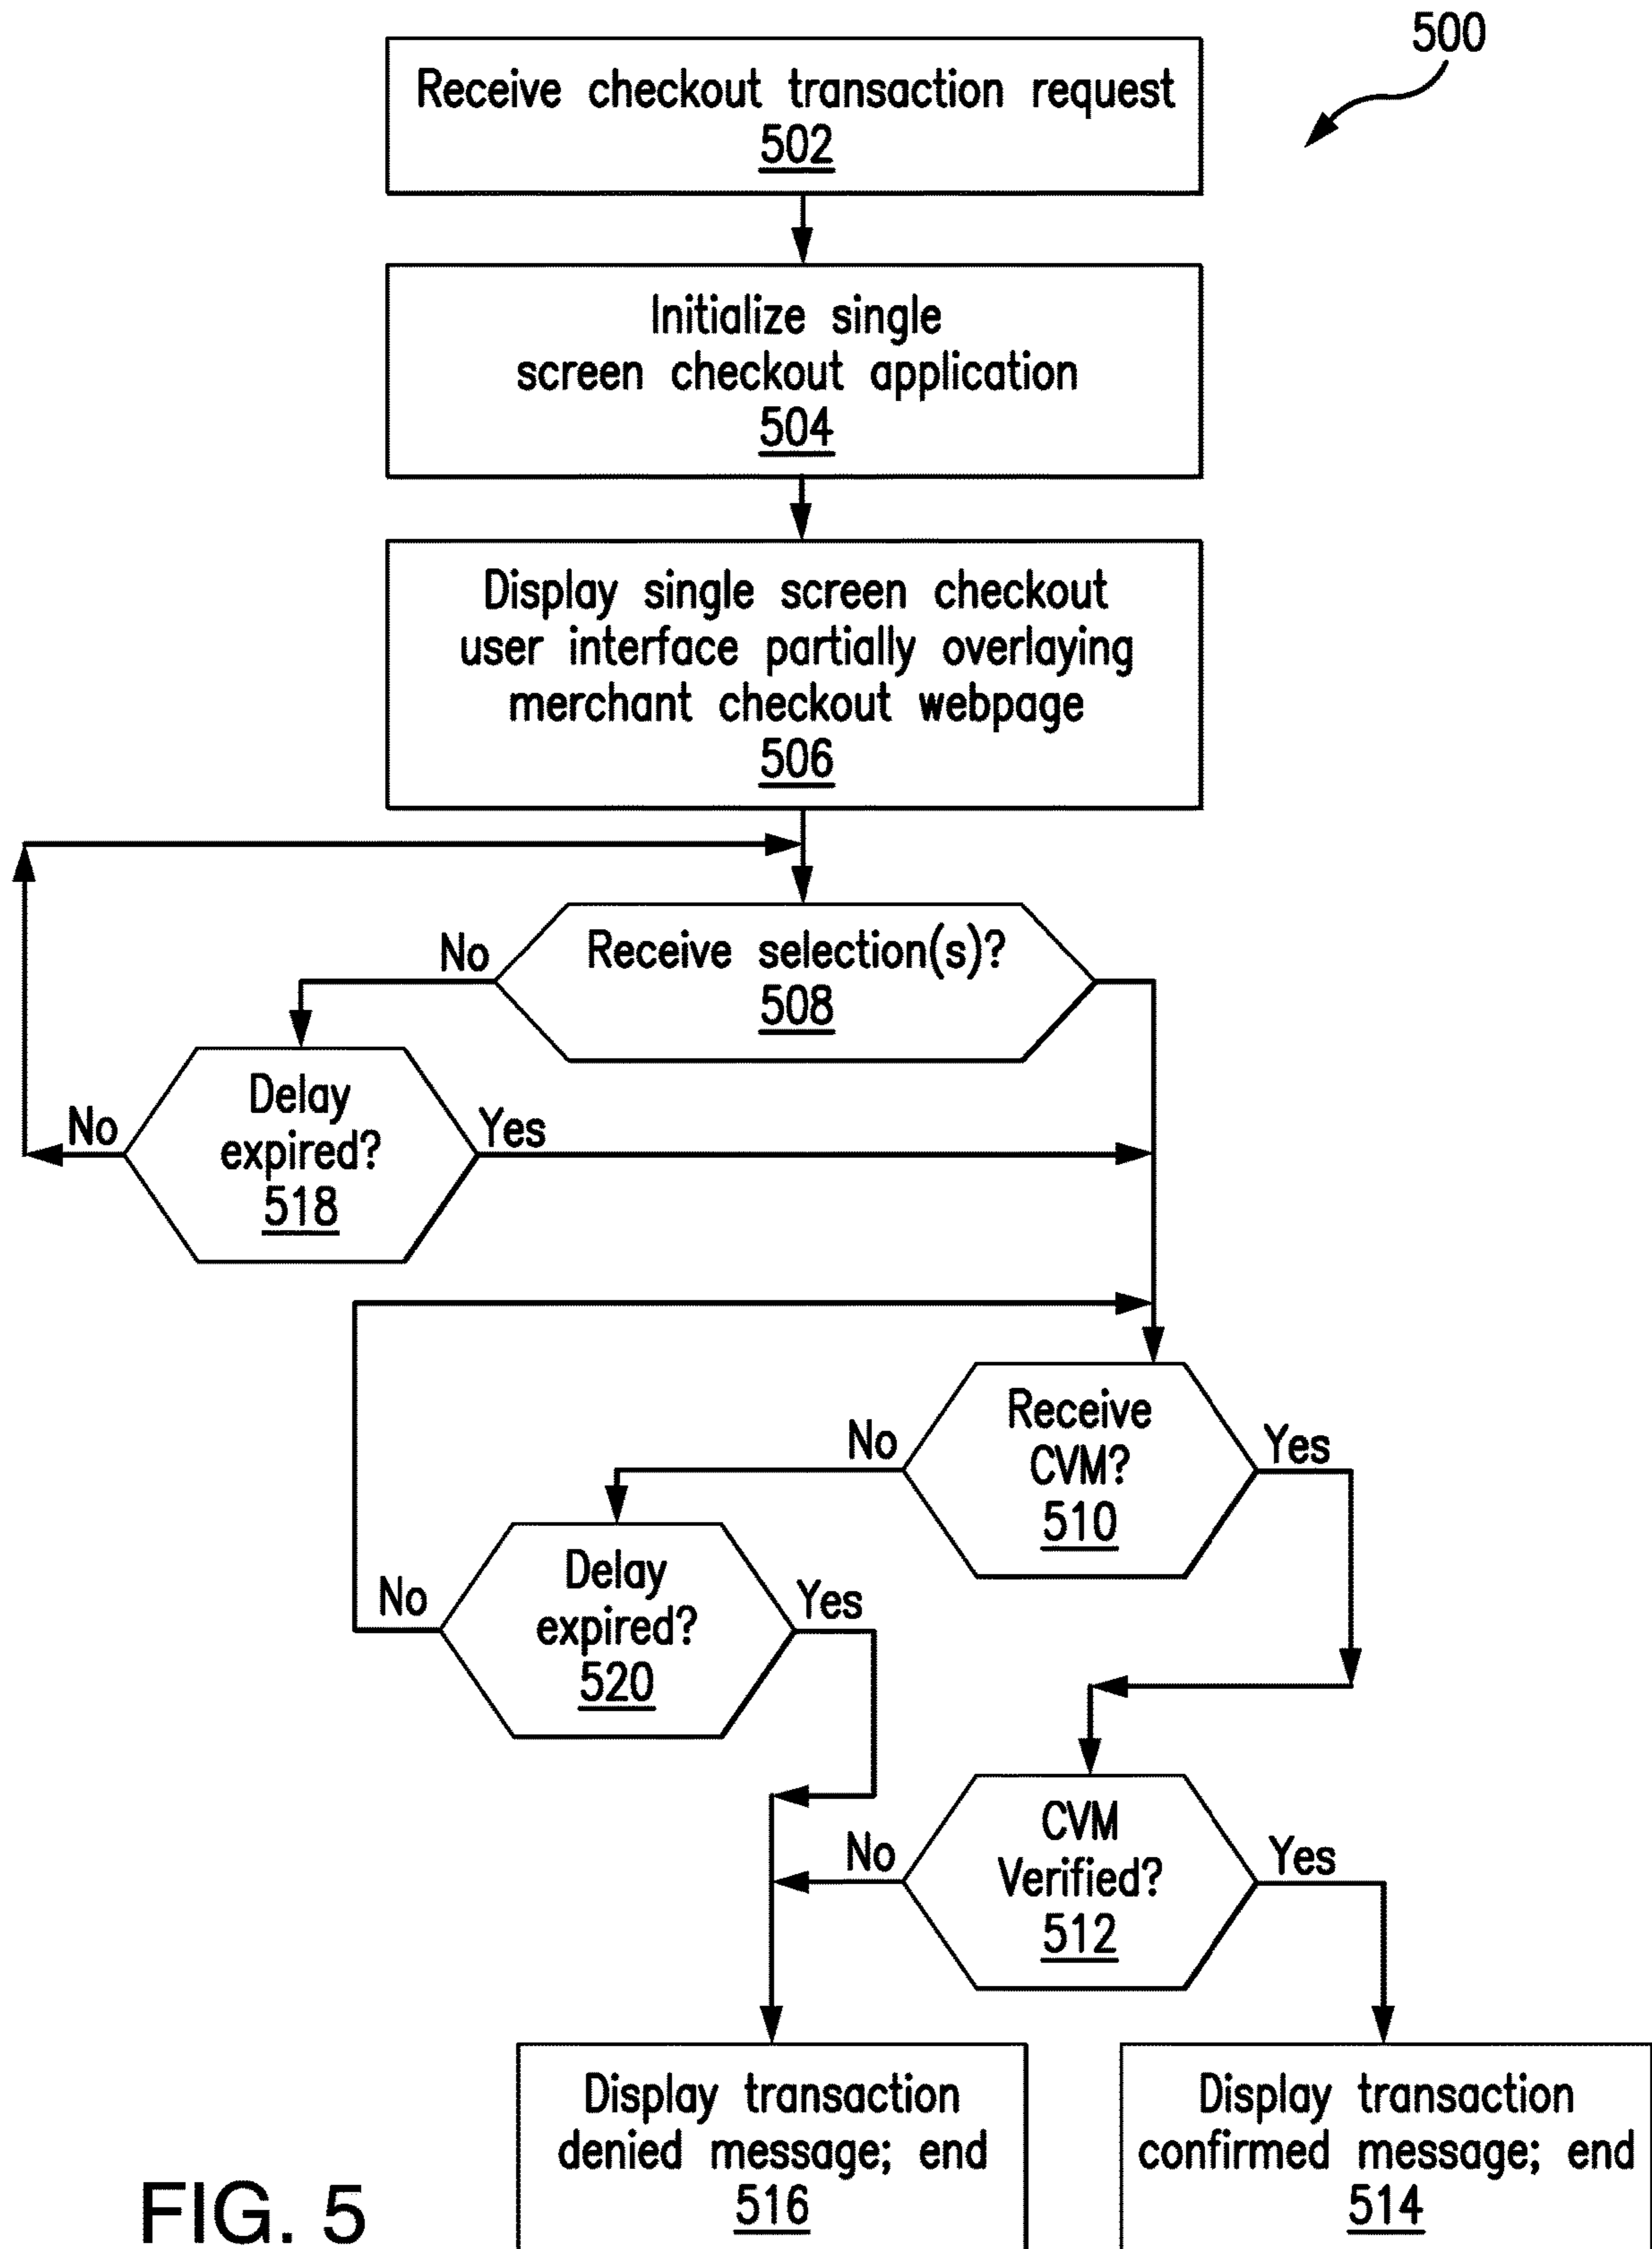 500
Receive checkout transaction request
502
Initialize single
screen checkout application
504
Display single screen checkout
user interface partially overlaying
merchant checkout webpage
506
No
Receive selection(s)?
508
No
Delay
expired?
518
Yes
No
Receive
CVM?
510
Yes
No
Delay
expired?
520
Yes
No
CVM
Verified?
512
Yes
Display transaction
denied message; end
516
Display transaction
confirmed message; end
514
FIG. 5